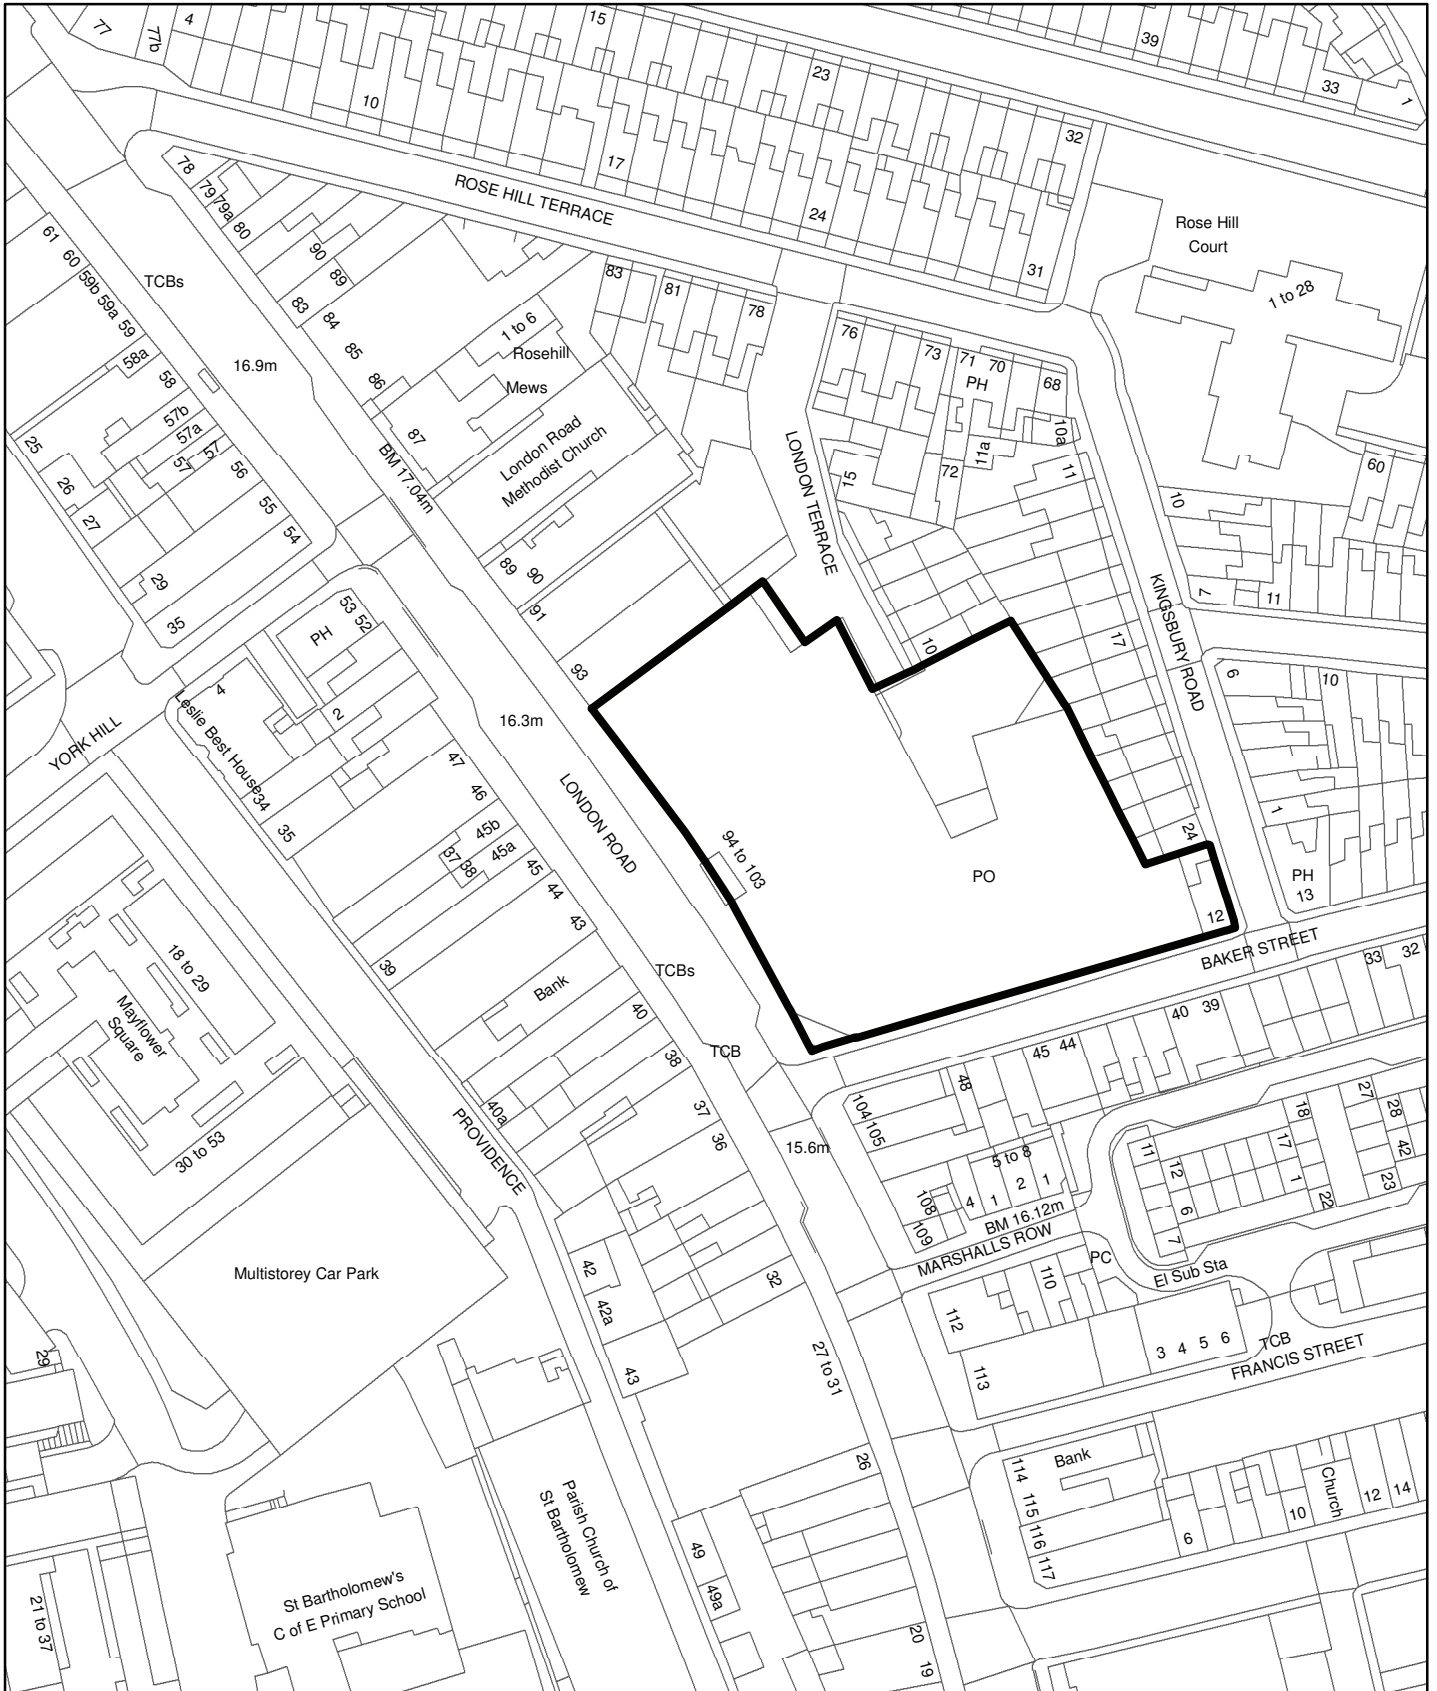 77
77b
4
15
39
33
1
10
23
32
17
24
31
ROSE HILL TERRACE
78
79
79a
80
90
89
83
84
85
86
87
61
60
59b
59a
59
58a
58
57b
57a
57
57
56
55
54
TCBs
16.9m
25
26
27
29
35
BM 17.04m
1 to 6
Rosehill
Mews
London Road
Methodist Church
83
81
78
76
73
71
70
PH
68
10a
11a
72
15
11
LONDON TERRACE
Rose Hill
Court
1 to 28
60
10
7
11
KINGSBURY ROAD
17
10
89
90
91
93
53
52
PH
4
2
Leslie Best House
34
35
YORK HILL
16.3m
LONDON ROAD
47
46
45b
45a
37
38
45
44
43
39
94 to 103
PO
24
12
6
10
1
PH
13
BAKER STREET
18 to 29
Mayflower
Square
30 to 53
Bank
TCBs
TCB
40
38
37
36
40a
PROVIDENCE
15.6m
33
32
40
39
45
44
48
104
105
5 to 8
108
109
4
1
2
1
BM 16.12m
MARSHALLS ROW
PC
El Sub Sta
11
12
6
7
17
18
1
22
27
28
42
23
Multistorey Car Park
42
42a
43
32
27 to 31
112
110
113
3
4
5
6
TCB
FRANCIS STREET
29
26
Bank
114
115
116
117
6
10
Church
12
14
Parish Church of
St Bartholomew
49
49a
St Bartholomew's
C of E Primary School
21 to 37
20
19